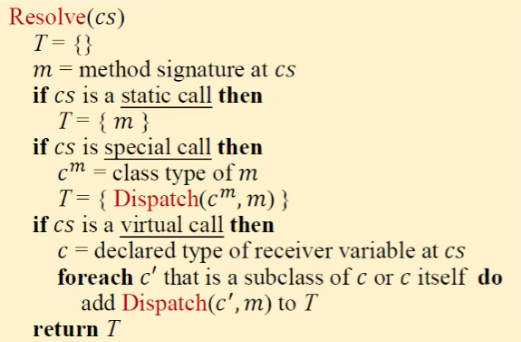 Resolve(cs)
T = {}
m = method signature at cs
if cs is a static call then
T = { m }
if cs is special call then
cᵐ = class type of m
T = { Dispatch(cᵐ, m) }
if cs is a virtual call then
c = declared type of receiver variable at cs
foreach c′ that is a subclass of c or c itself do
add Dispatch(c′, m) to T
return T